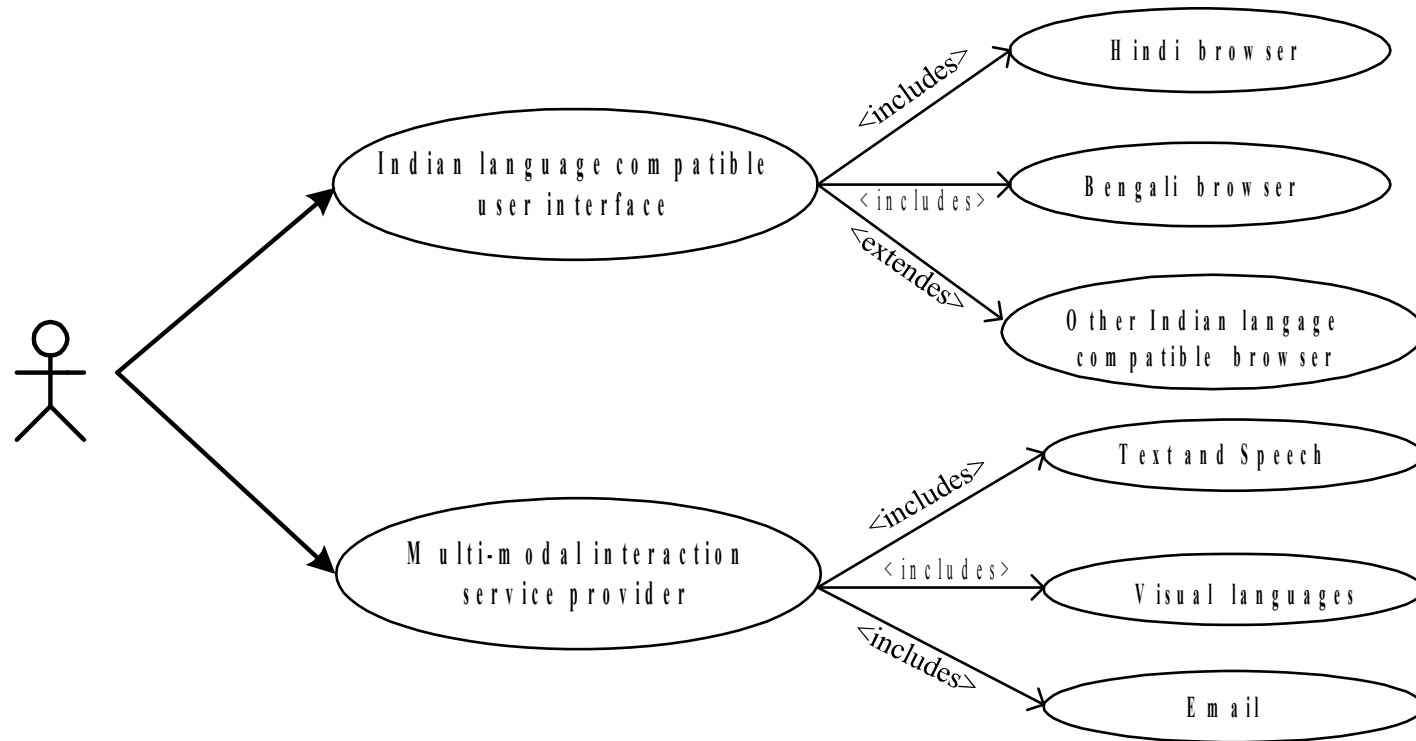 Hindi browser
<includes>
Indian language compatible
user interface
Bengali browser
<includes>
<extendes>
Other Indian langage
compatible browser
Text and Speech
<includes>
Multi-modal interaction
service provider
<includes>
Visual languages
<includes>
Email